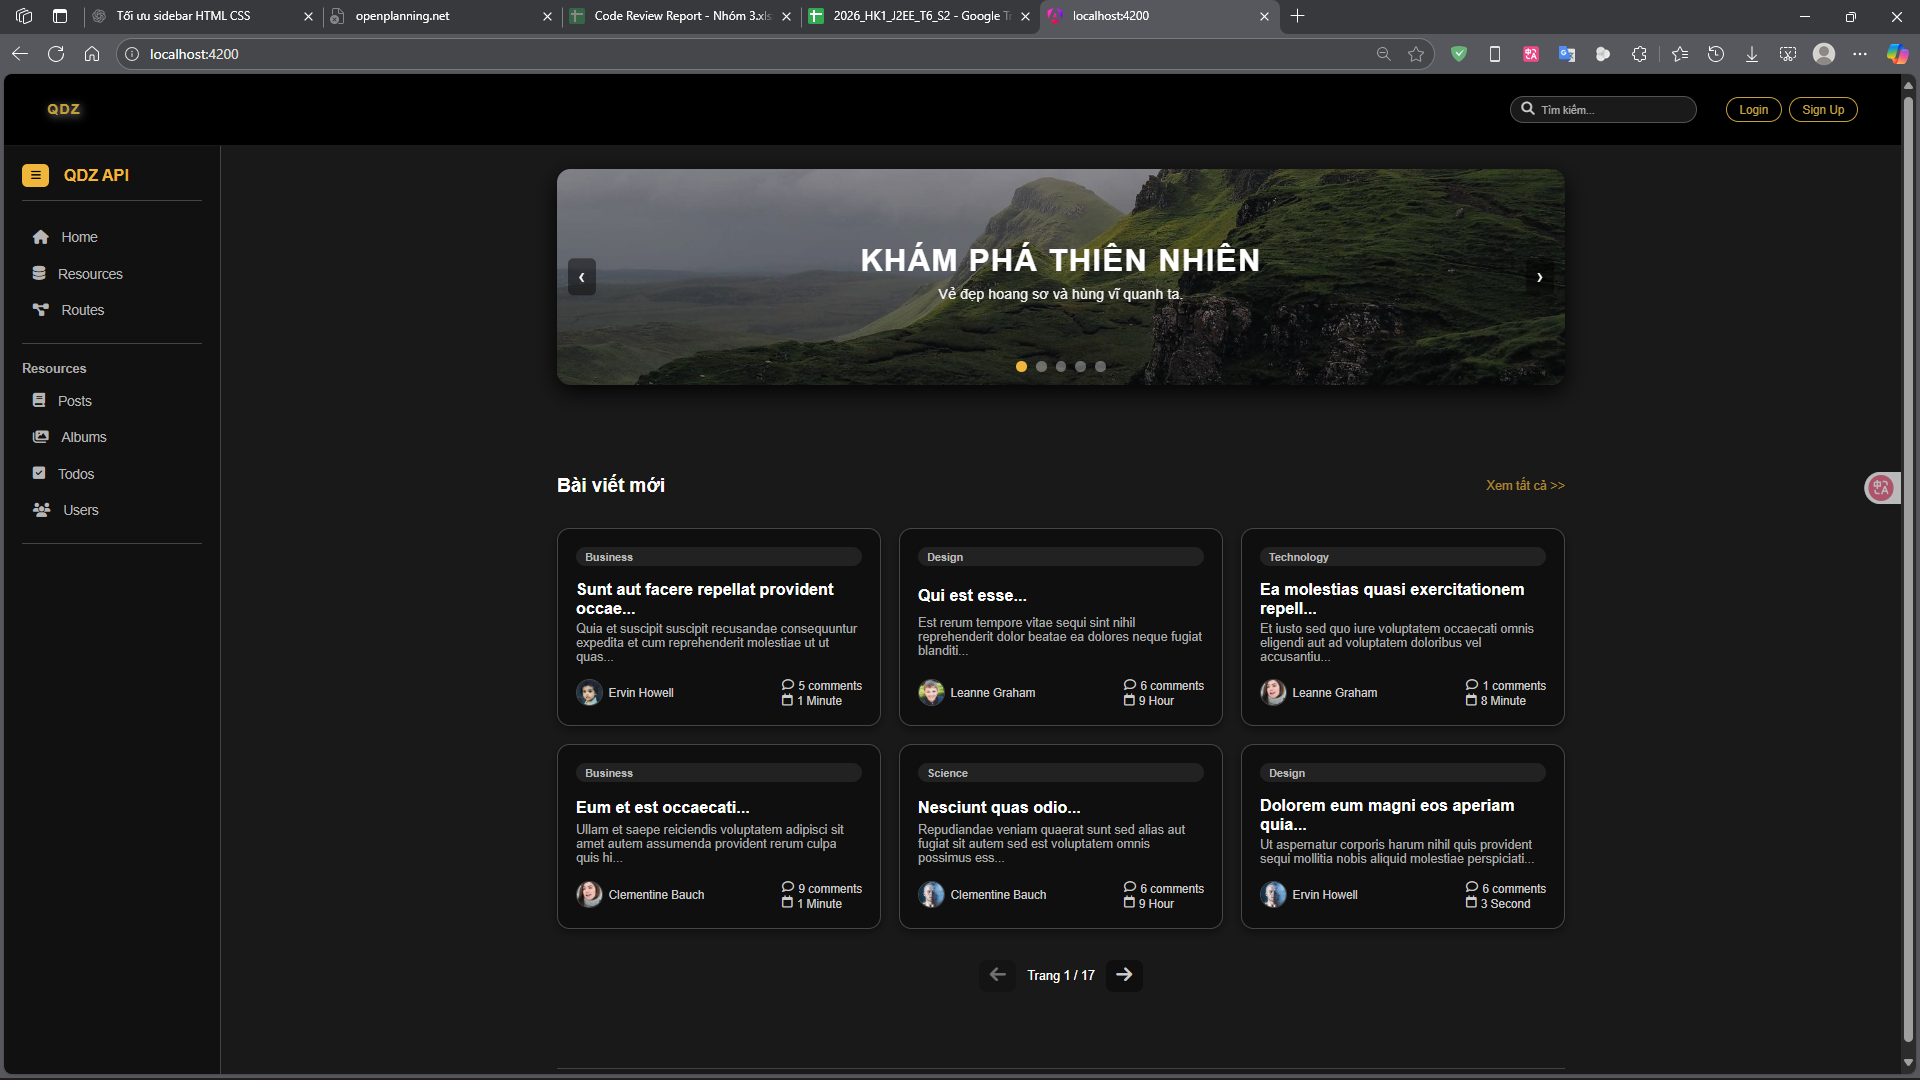 Tối ưu sidebar HTML CSS
openplanning.net
Code Review Report - Nhóm 3.xls
2026_HK1_J2EE_T6_S2 - Google Tr
localhost:4200
localhost:4200
QDZ
Tìm kiếm...
Login
Sign Up
QDZ API
Home
Resources
Routes
Resources
Posts
Albums
Todos
Users
KHÁM PHÁ THIÊN NHIÊN
Vẻ đẹp hoang sơ và hùng vĩ quanh ta.
Bài viết mới
Xem tất cả >>
Business
Sunt aut facere repellat provident
occae...
Quia et suscipit suscipit recusandae consequuntur
expedita et cum reprehenderit molestiae ut ut
quas...
Ervin Howell
5 comments
1 Minute
Design
Qui est esse...
Est rerum tempore vitae sequi sint nihil
reprehenderit dolor beatae ea dolores neque fugiat
blanditi...
Leanne Graham
6 comments
9 Hour
Technology
Ea molestias quasi exercitationem
repell...
Et iusto sed quo iure voluptatem occaecati omnis
eligendi aut ad voluptatem doloribus vel
accusantiu...
Leanne Graham
1 comments
8 Minute
Business
Eum et est occaecati...
Ullam et saepe reiciendis voluptatem adipisci sit
amet autem assumenda provident rerum culpa
quis hi...
Clementine Bauch
9 comments
1 Minute
Science
Nesciunt quas odio...
Repudiandae veniam quaerat sunt sed alias aut
fugiat sit autem sed est voluptatem omnis
possimus ess...
Clementine Bauch
6 comments
9 Hour
Design
Dolorem eum magni eos aperiam
quia...
Ut aspernatur corporis harum nihil quis provident
sequi mollitia nobis aliquid molestiae perspiciati...
Ervin Howell
6 comments
3 Second
Trang 1 / 17